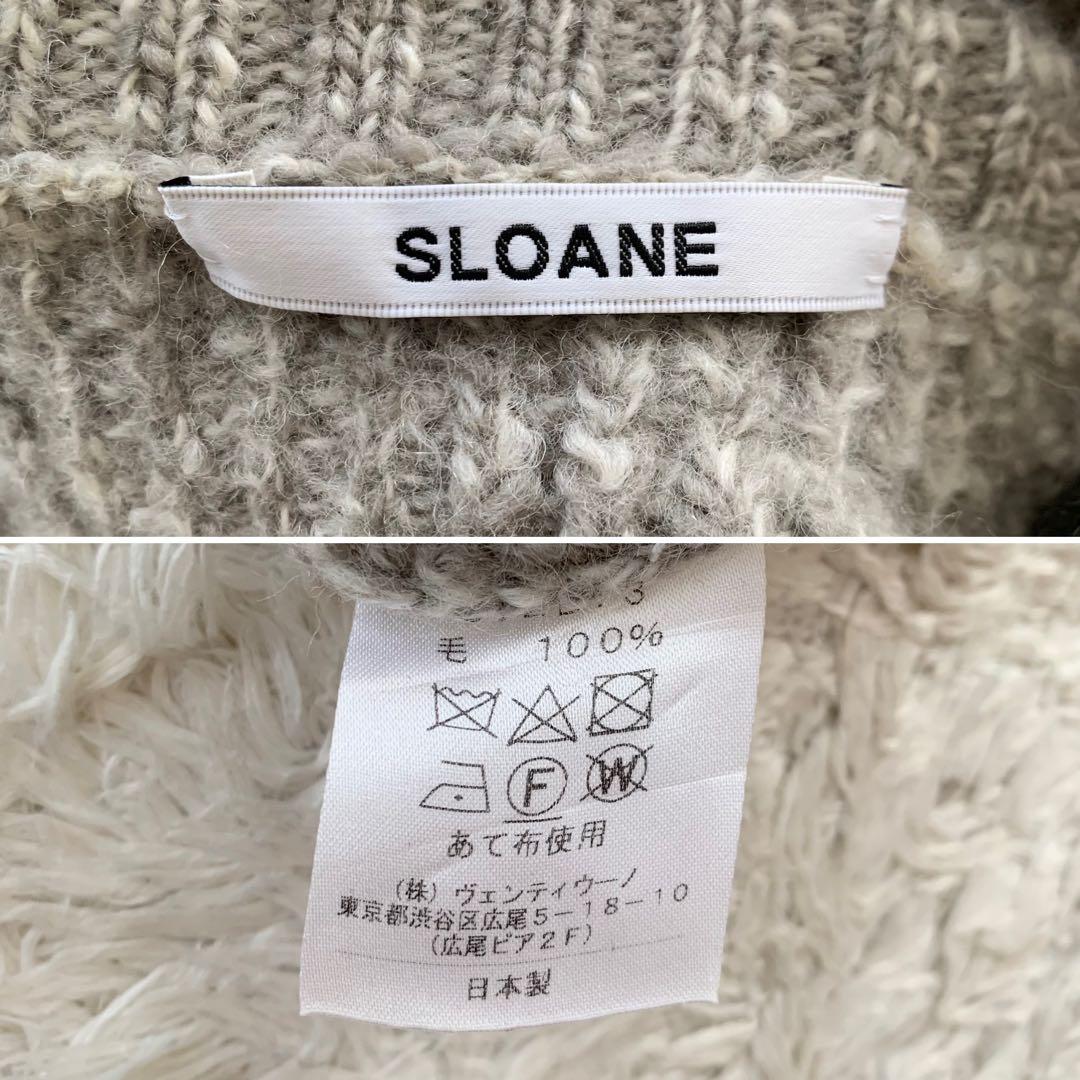 SLOANE
毛 100%
F
W
あて布使用
(株)ヴェンティウーノ
東京都渋谷区広尾5-18-10
(広尾ピア2F)
日本製